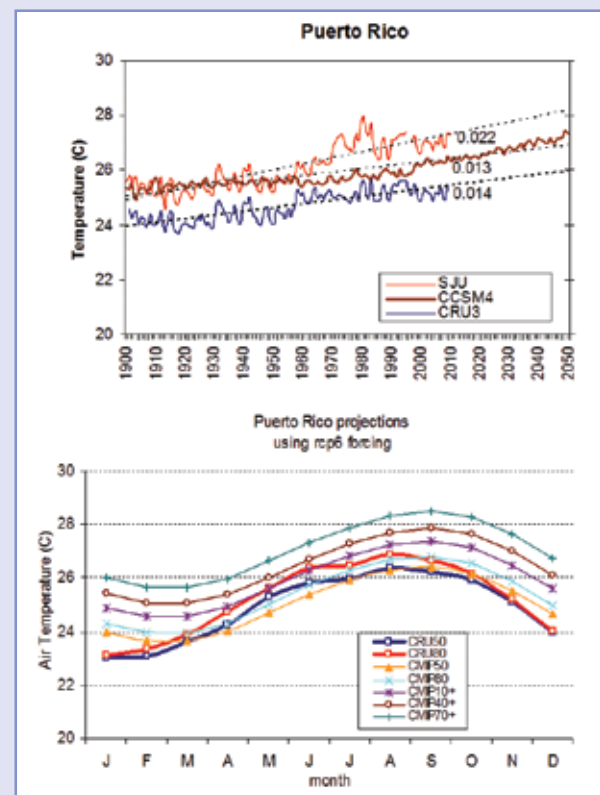 Puerto Rico
30
28
26
24
22
20
Temperature (C)
0.022
0.013
0.014
SJU
CCSM4
CRU3
1900
1910
1920
1930
1940
1950
1960
1970
1980
1990
2000
2010
2020
2030
2040
2050
Puerto Rico projections
using rcp6 forcing
30
28
26
24
22
20
Air Temperature (C)
CRU50
CRU80
CMIP50
CMIP80
CMIP10+
CMIP40+
CMIP70+
J F M A M J J A S O N D
month